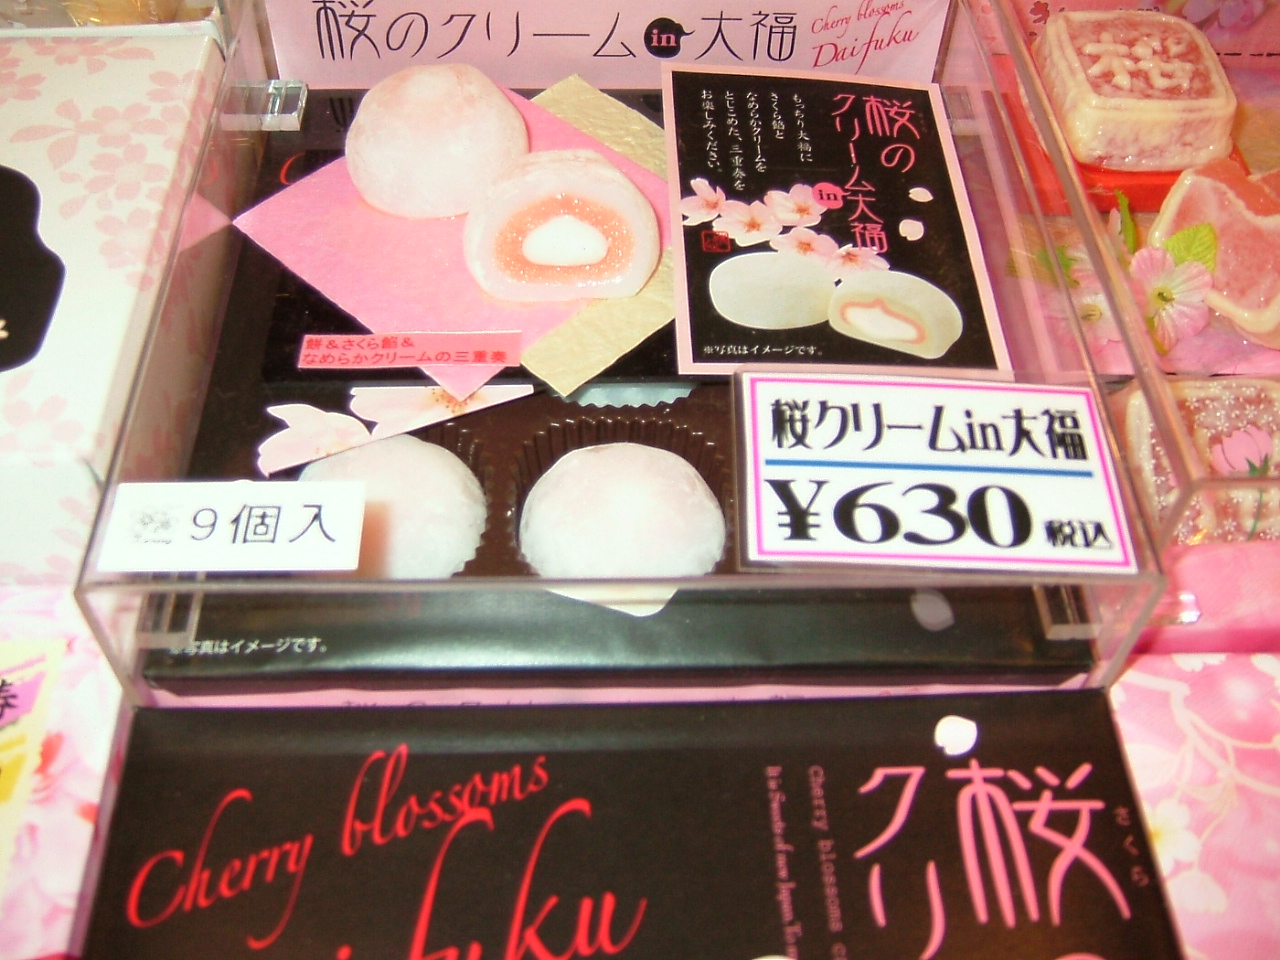 桜のクリームin大福
Cherry blossoms
Daifuku
桜の
クリーム
in
大福
もっちり大福に
さくら餡と
なめらかクリームを
とじこめた、三重奏を
お楽しみください。
※写真はイメージです。
餅&さくら餡&
なめらかクリームの三重奏
桜クリームin大福
¥630 税込
9個入
※写真はイメージです。
Cherry blossoms
さくら
桜
クリ
Cherry blossoms